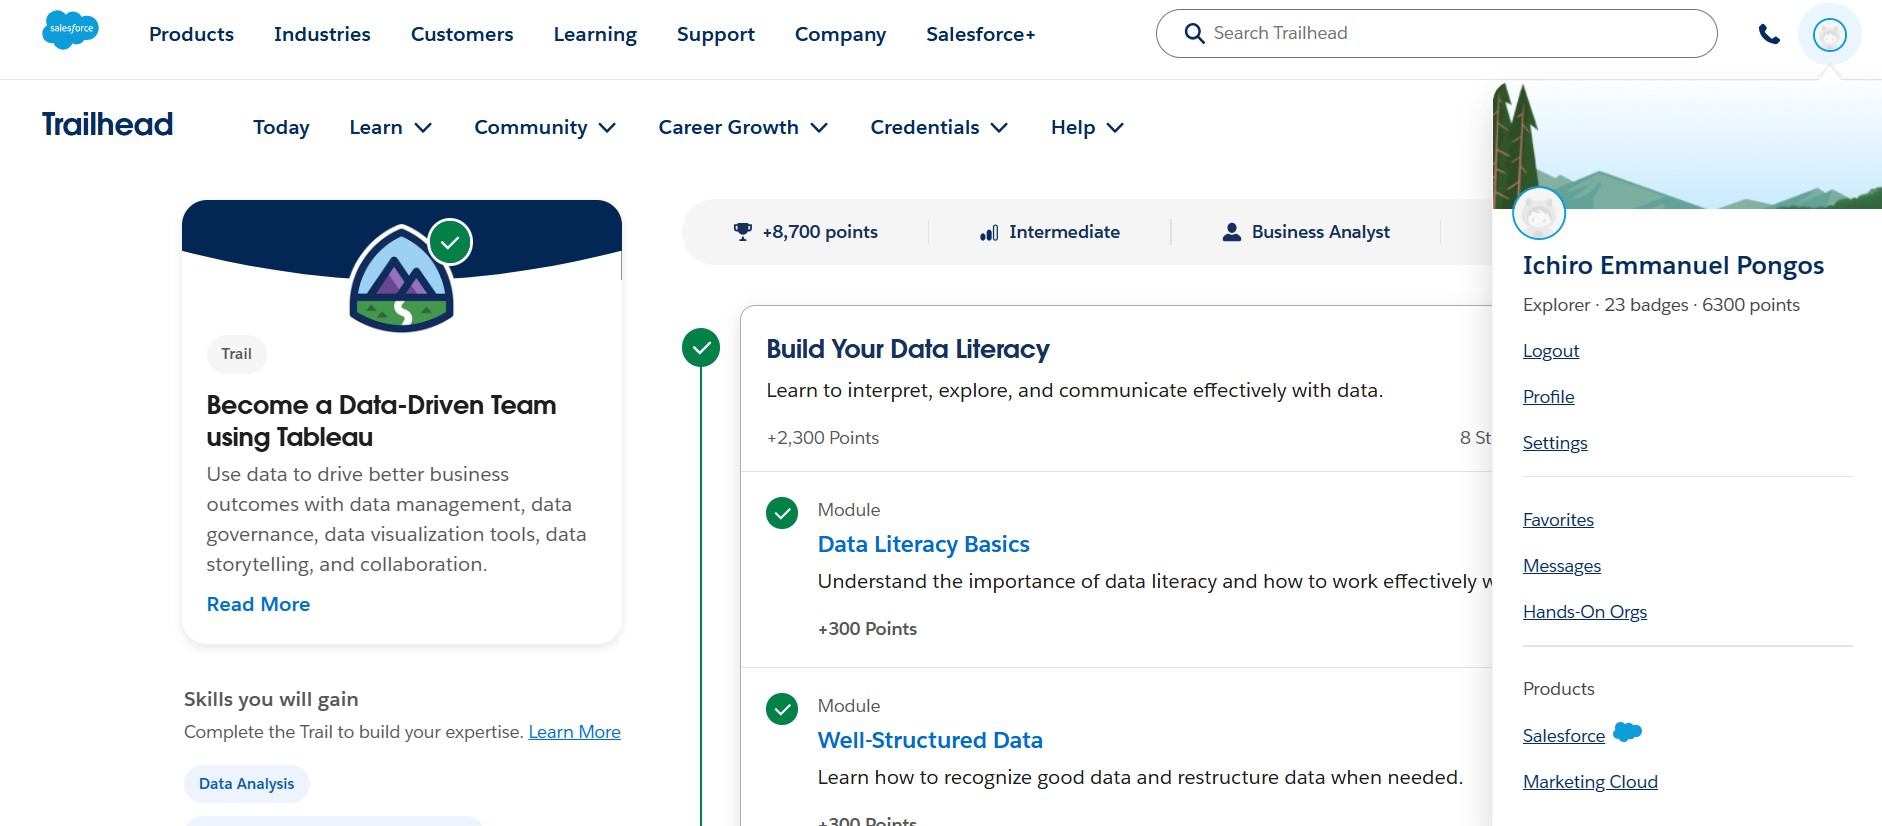 salesforce
Products
Industries
Customers
Learning
Support
Company
Salesforce+
Search Trailhead
Trailhead
Today
Learn
Community
Career Growth
Credentials
Help
Trail
Become a Data-Driven Team
using Tableau
Use data to drive better business
outcomes with data management, data
governance, data visualization tools, data
storytelling, and collaboration.
Read More
Skills you will gain
Complete the Trail to build your expertise. Learn More
Data Analysis
+8,700 points
Intermediate
Business Analyst
Build Your Data Literacy
Learn to interpret, explore, and communicate effectively with data.
+2,300 Points
8 St
Module
Data Literacy Basics
Understand the importance of data literacy and how to work effectively w
+300 Points
Module
Well-Structured Data
Learn how to recognize good data and restructure data when needed.
+300 Points
Ichiro Emmanuel Pongos
Explorer · 23 badges · 6300 points
Logout
Profile
Settings
Favorites
Messages
Hands-On Orgs
Products
Salesforce
Marketing Cloud